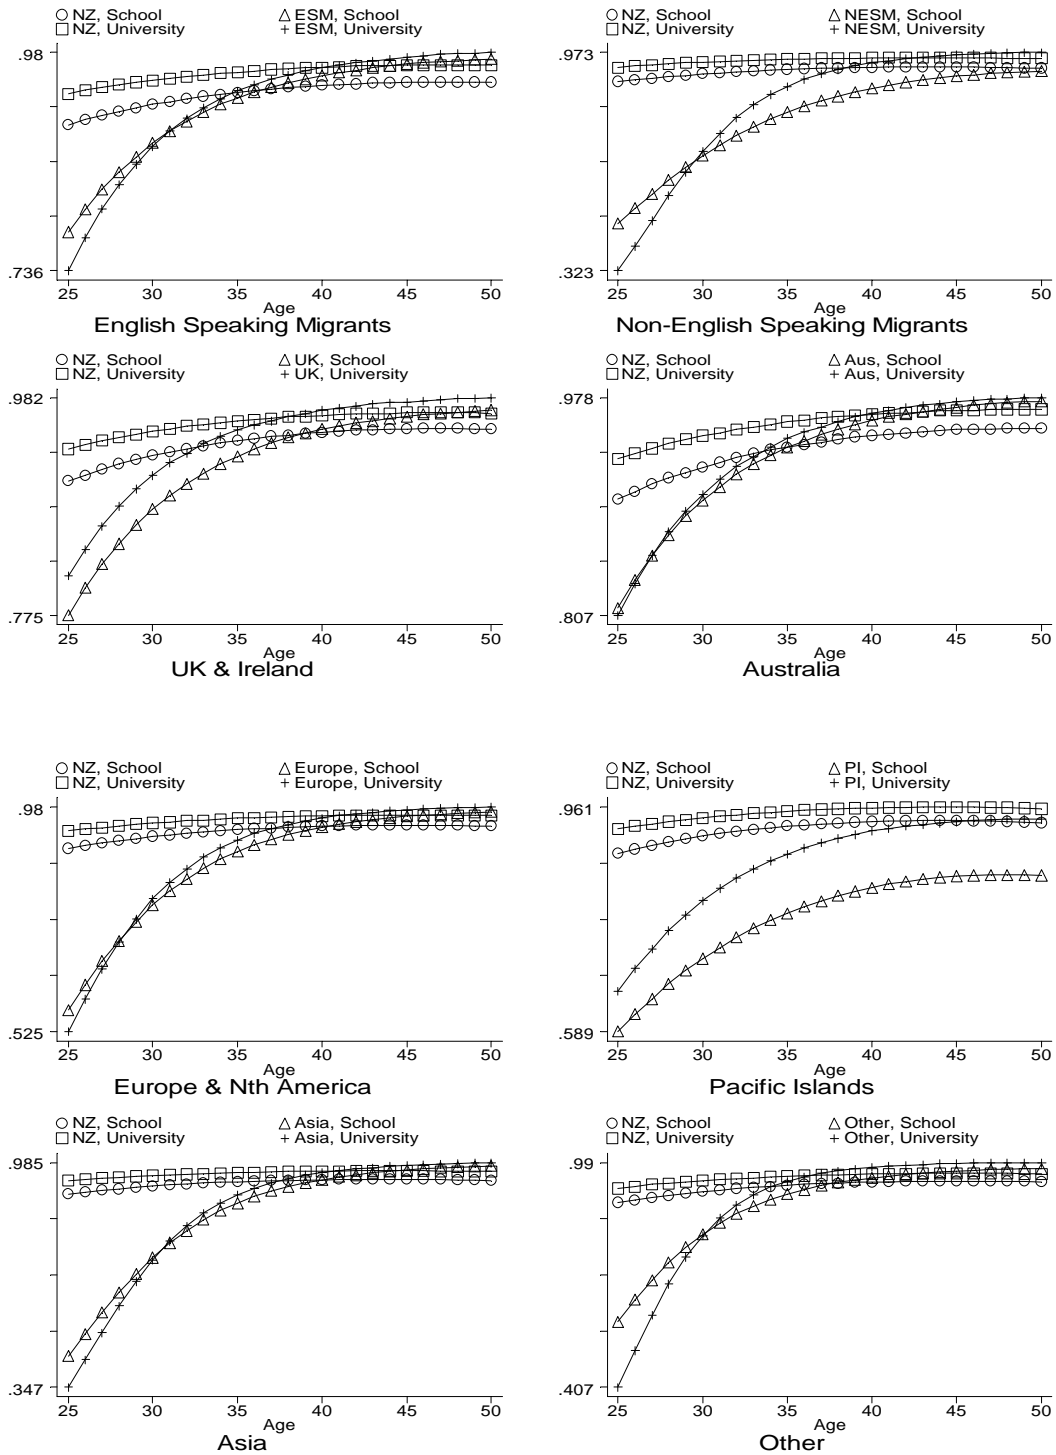 NZ, School ESM, School
NZ, University ESM, University
.98
.736
25 30 35 40 45 50
Age
English Speaking Migrants
NZ, School NESM, School
NZ, University NESM, University
.973
.323
25 30 35 40 45 50
Age
Non-English Speaking Migrants
NZ, School UK, School
NZ, University UK, University
.982
.775
25 30 35 40 45 50
Age
UK & Ireland
NZ, School Aus, School
NZ, University Aus, University
.978
.807
25 30 35 40 45 50
Age
Australia
NZ, School Europe, School
NZ, University Europe, University
.98
.525
25 30 35 40 45 50
Age
Europe & Nth America
NZ, School PI, School
NZ, University PI, University
.961
.589
25 30 35 40 45 50
Age
Pacific Islands
NZ, School Asia, School
NZ, University Asia, University
.985
.347
25 30 35 40 45 50
Age
Asia
NZ, School Other, School
NZ, University Other, University
.99
.407
25 30 35 40 45 50
Age
Other